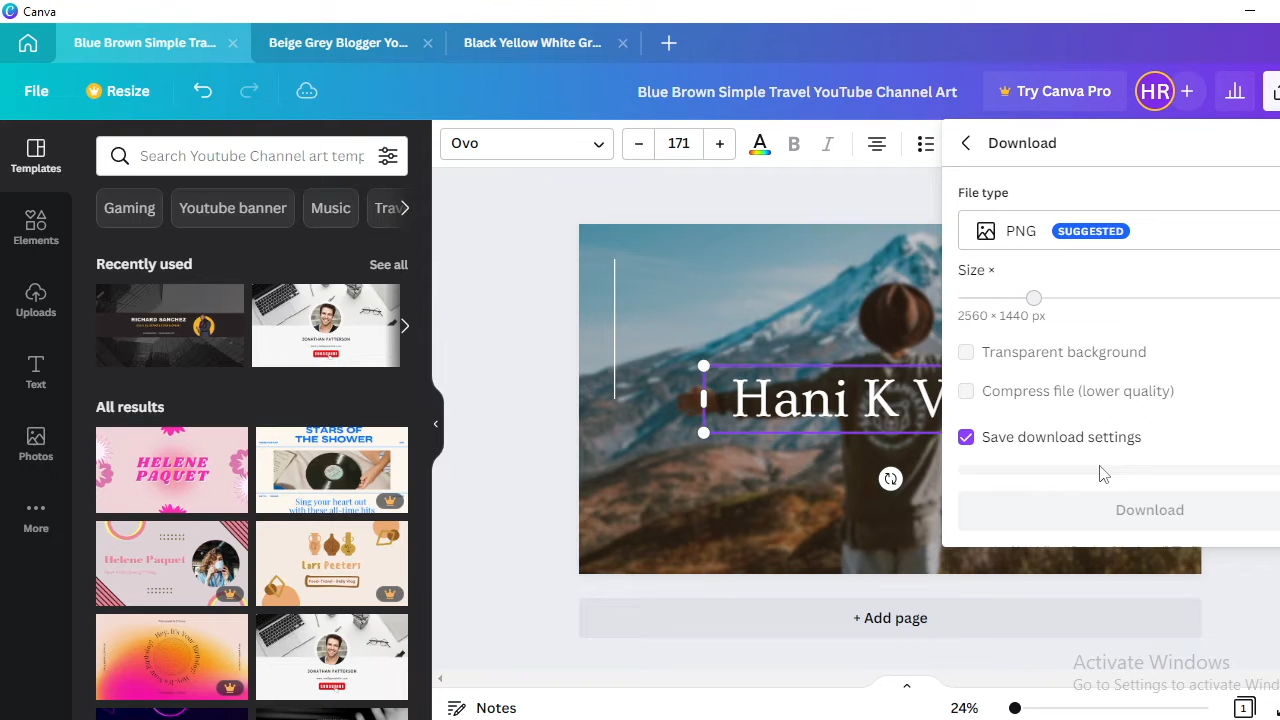 Canva
Blue Brown Simple Tra...
Beige Grey Blogger Yo...
Black Yellow White Gr...
File
Resize
Blue Brown Simple Travel YouTube Channel Art
Try Canva Pro
HR
Templates
Elements
Uploads
Text
Photos
More
Search Youtube Channel art temp
Gaming
Youtube banner
Music
Trav
Recently used
See all
RICHARD SANCHEZ
JONATHAN PATTERSON
All results
HELENE
PAQUET
STARS OF
THE SHOWER
Sing your heart out
with these all-time hits
Helene Paquet
Lars Peeters
JONATHAN PATTERSON
Ovo
171
A
B
I
Hani K V
+ Add page
Notes
24%
1
Download
File type
PNG
SUGGESTED
Size ×
2560 × 1440 px
Transparent background
Compress file (lower quality)
Save download settings
Download
Activate Windows
Go to Settings to activate Wind